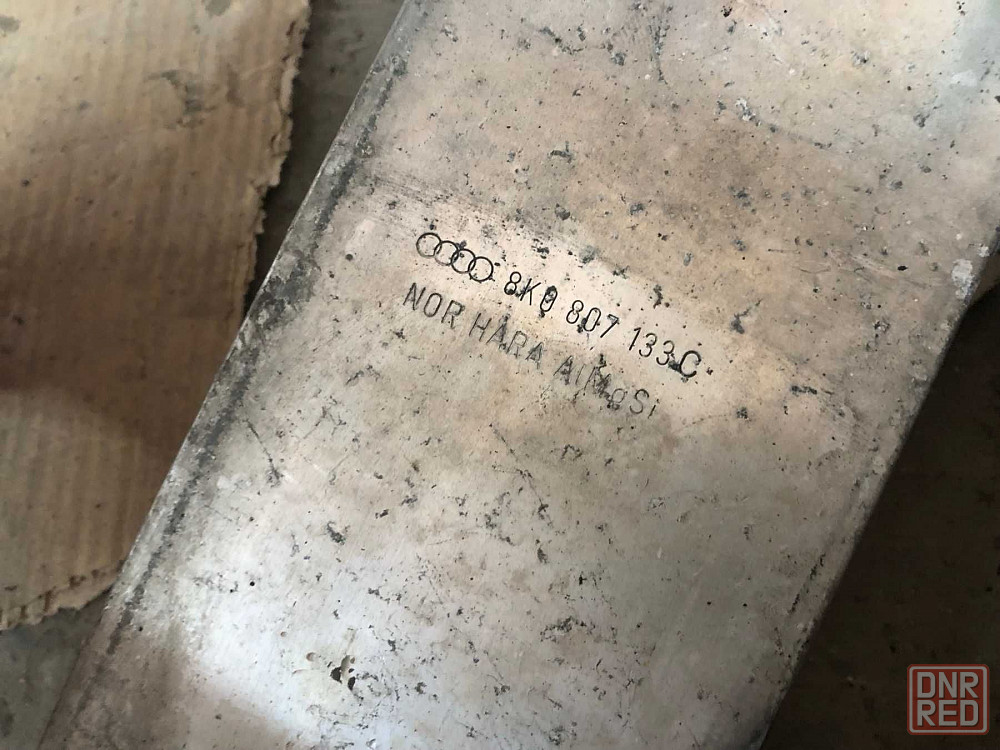 8K0 807 133 C
NOR HARA AlMgSi
DNR
RED